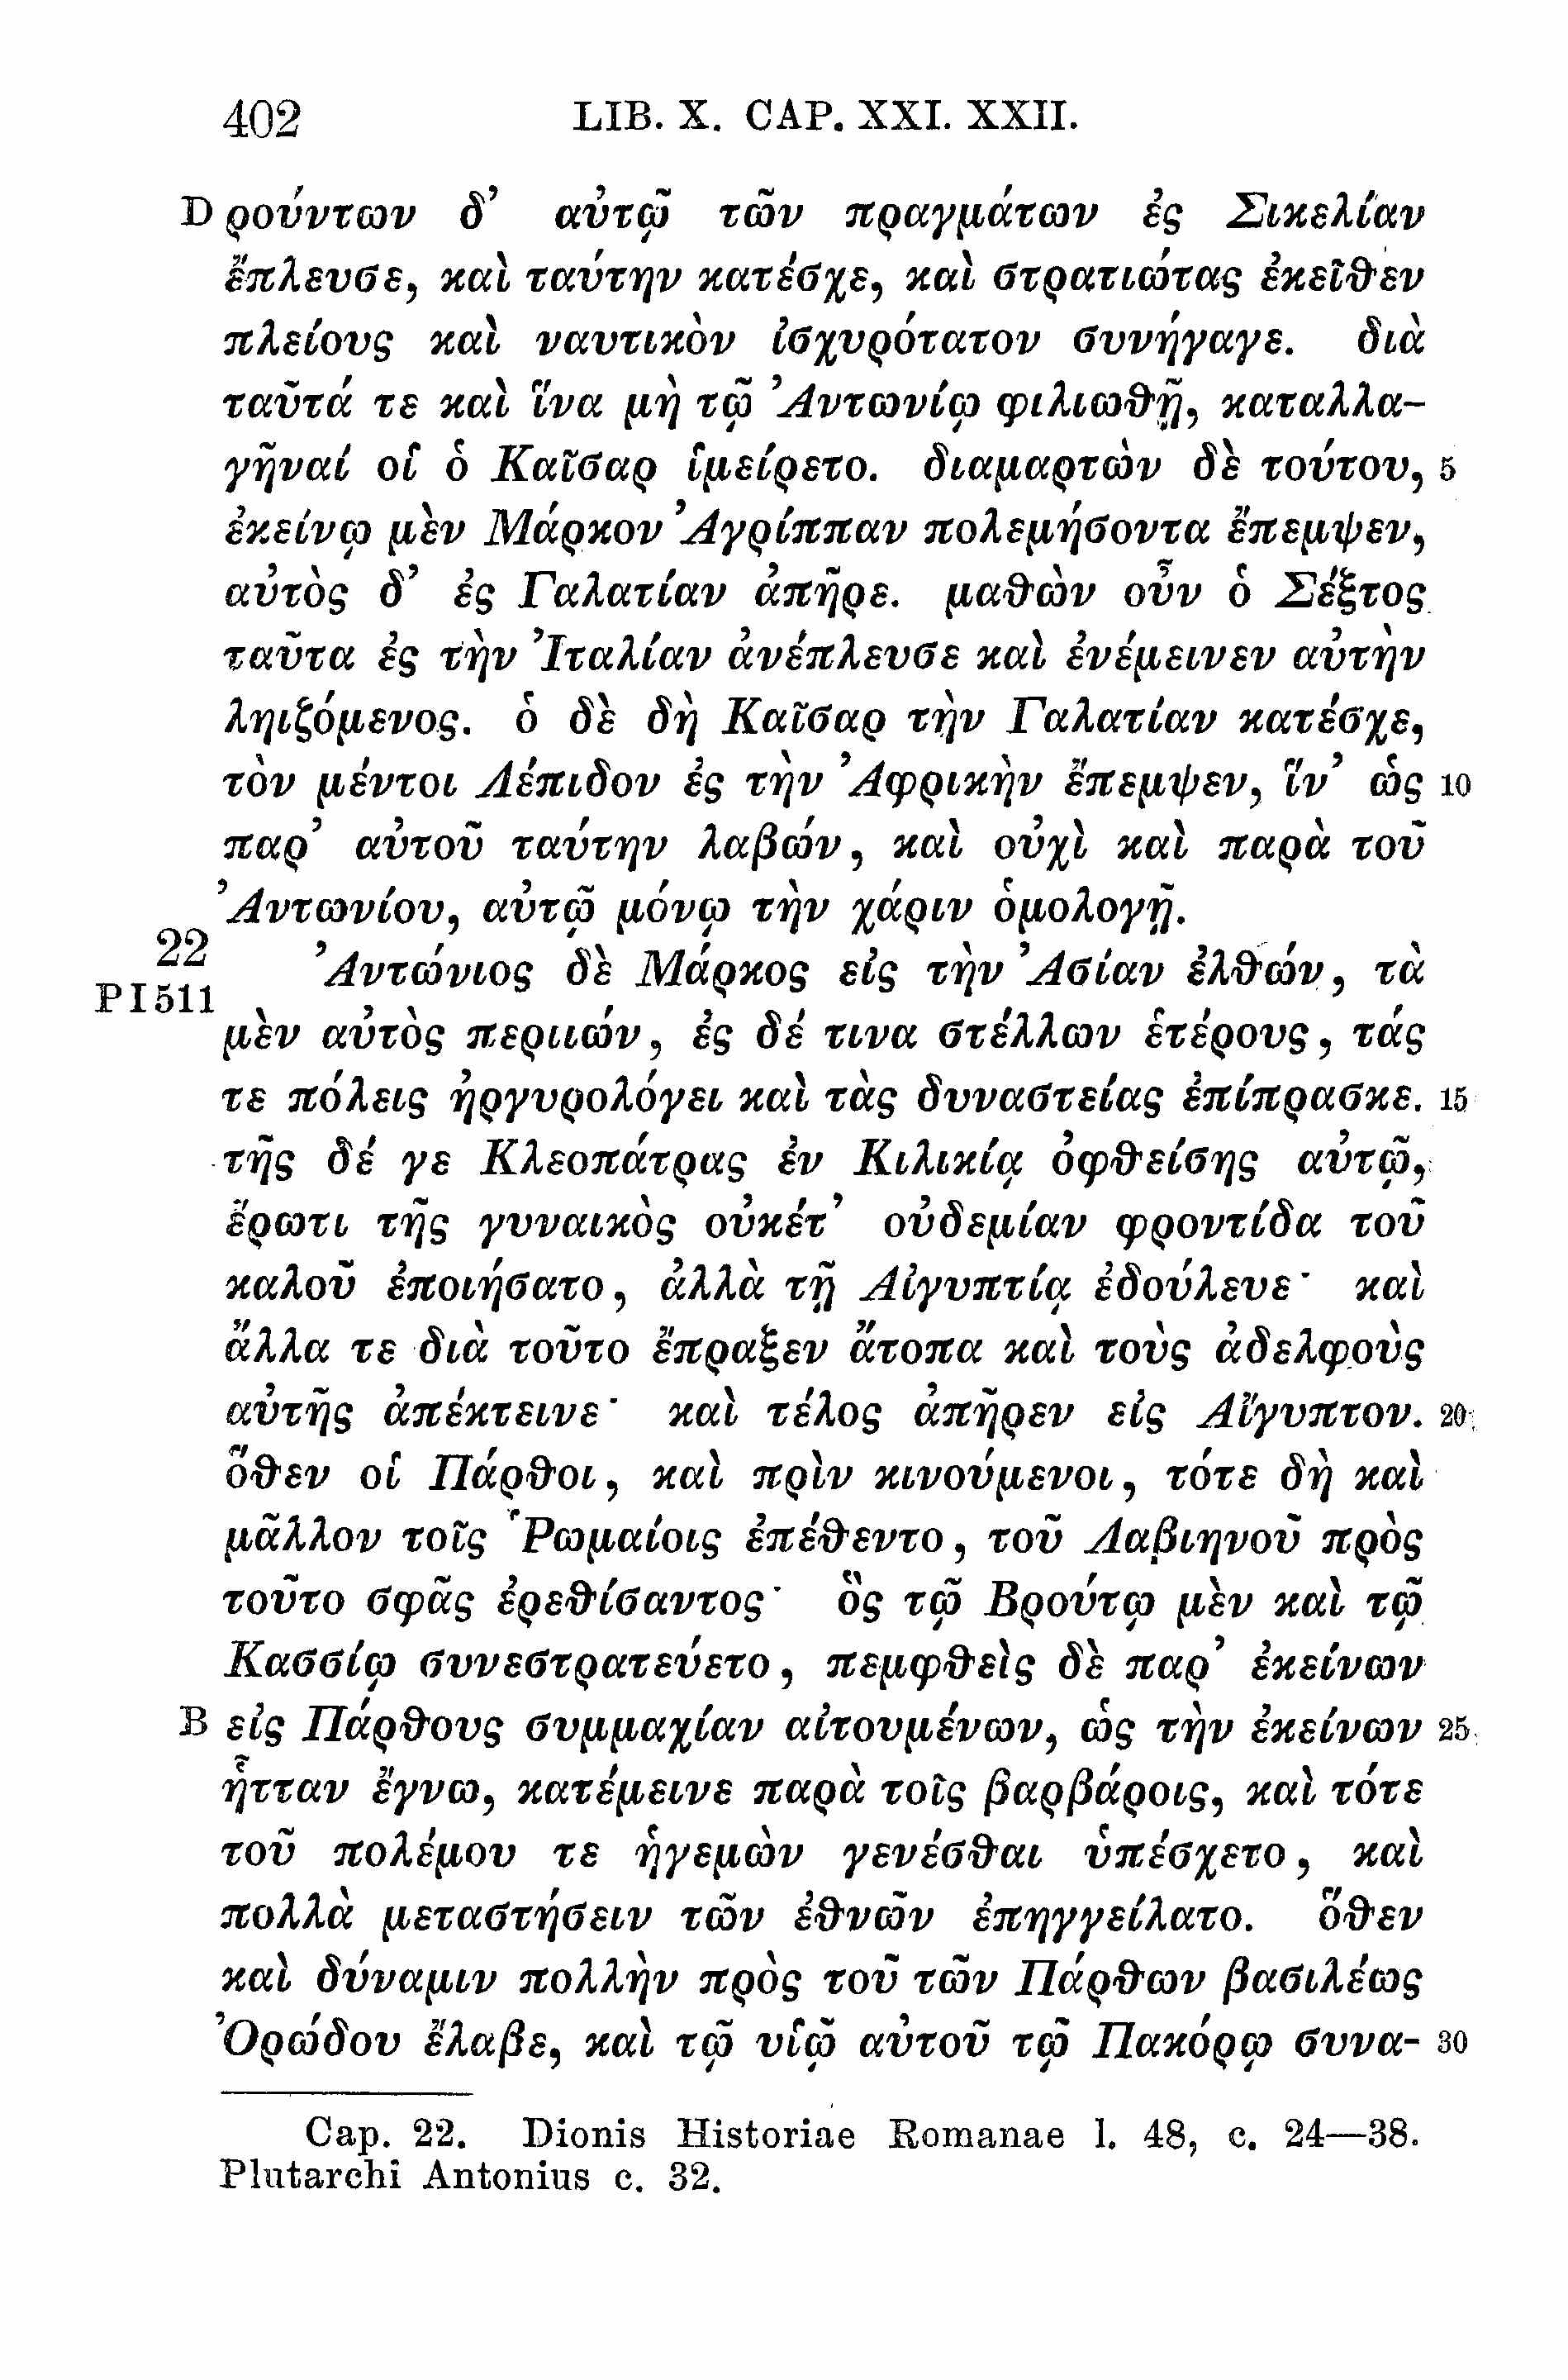 402 LIB. X. CAP. XXI. XXII.
D ρούντων δ’ αὐτῷ τῶν πραγμάτων ἐς Σικελίαν
ἔπλευσε, καὶ ταύτην κατέσχε, καὶ στρατιώτας ἐκεῖθεν
πλείους καὶ ναυτικὸν ἰσχυρότατον συνήγαγε. διὰ
ταῦτά τε καὶ ἵνα μὴ τῷ Ἀντωνίῳ φιλιωθῇ, καταλλα-
γῆναί οἱ ὁ Καῖσαρ ἱμείρετο. διαμαρτὼν δὲ τούτου, 5
ἐκείνῳ μὲν Μάρκον Ἀγρίππαν πολεμήσοντα ἔπεμψεν,
αὐτὸς δ’ ἐς Γαλατίαν ἀπῆρε. μαθὼν οὖν ὁ Σέξτος
ταῦτα ἐς τὴν Ἰταλίαν ἀνέπλευσε καὶ ἐνέμεινεν αὐτὴν
ληιζόμενος. ὁ δὲ δὴ Καῖσαρ τὴν Γαλατίαν κατέσχε,
τὸν μέντοι Λέπιδον ἐς τὴν Ἀφρικὴν ἔπεμψεν, ἵν’ ὡς 10
παρ’ αὐτοῦ ταύτην λαβών, καὶ οὐχὶ καὶ παρὰ τοῦ
Ἀντωνίου, αὐτῷ μόνῳ τὴν χάριν ὁμολογῇ.
22 Ἀντώνιος δὲ Μάρκος εἰς τὴν Ἀσίαν ἐλθών, τὰ
PI511 μὲν αὐτὸς περιιών, ἐς δέ τινα στέλλων ἑτέρους, τάς
τε πόλεις ἠργυρολόγει καὶ τὰς δυναστείας ἐπίπρασκε. 15
τῆς δέ γε Κλεοπάτρας ἐν Κιλικίᾳ ὀφθείσης αὐτῷ,
ἔρωτι τῆς γυναικὸς οὐκέτ’ οὐδεμίαν φροντίδα τοῦ
καλοῦ ἐποιήσατο, ἀλλὰ τῇ Αἰγυπτίᾳ ἐδούλευε· καὶ
ἄλλα τε διὰ τοῦτο ἔπραξεν ἄτοπα καὶ τοὺς ἀδελφοὺς
αὐτῆς ἀπέκτεινε· καὶ τέλος ἀπῆρεν εἰς Αἴγυπτον. 20
ὅθεν οἱ Πάρθοι, καὶ πρὶν κινούμενοι, τότε δὴ καὶ
μᾶλλον τοῖς Ῥωμαίοις ἐπέθεντο, τοῦ Λαβιηνοῦ πρὸς
τοῦτο σφᾶς ἐρεθίσαντος· ὃς τῷ Βρούτῳ μὲν καὶ τῷ
Κασσίῳ συνεστρατεύετο, πεμφθεὶς δὲ παρ’ ἐκείνων
B εἰς Πάρθους συμμαχίαν αἰτουμένων, ὡς τὴν ἐκείνων 25
ἧτταν ἔγνω, κατέμεινε παρὰ τοῖς βαρβάροις, καὶ τότε
τοῦ πολέμου τε ἡγεμὼν γενέσθαι ὑπέσχετο, καὶ
πολλὰ μεταστήσειν τῶν ἐθνῶν ἐπηγγείλατο. ὅθεν
καὶ δύναμιν πολλὴν πρὸς τοῦ τῶν Πάρθων βασιλέως
Ὀρώδου ἔλαβε, καὶ τῷ υἱῷ αὐτοῦ τῷ Πακόρῳ συνα- 30
Cap. 22. Dionis Historiae Romanae l. 48, c. 24—38.
Plutarchi Antonius c. 32.